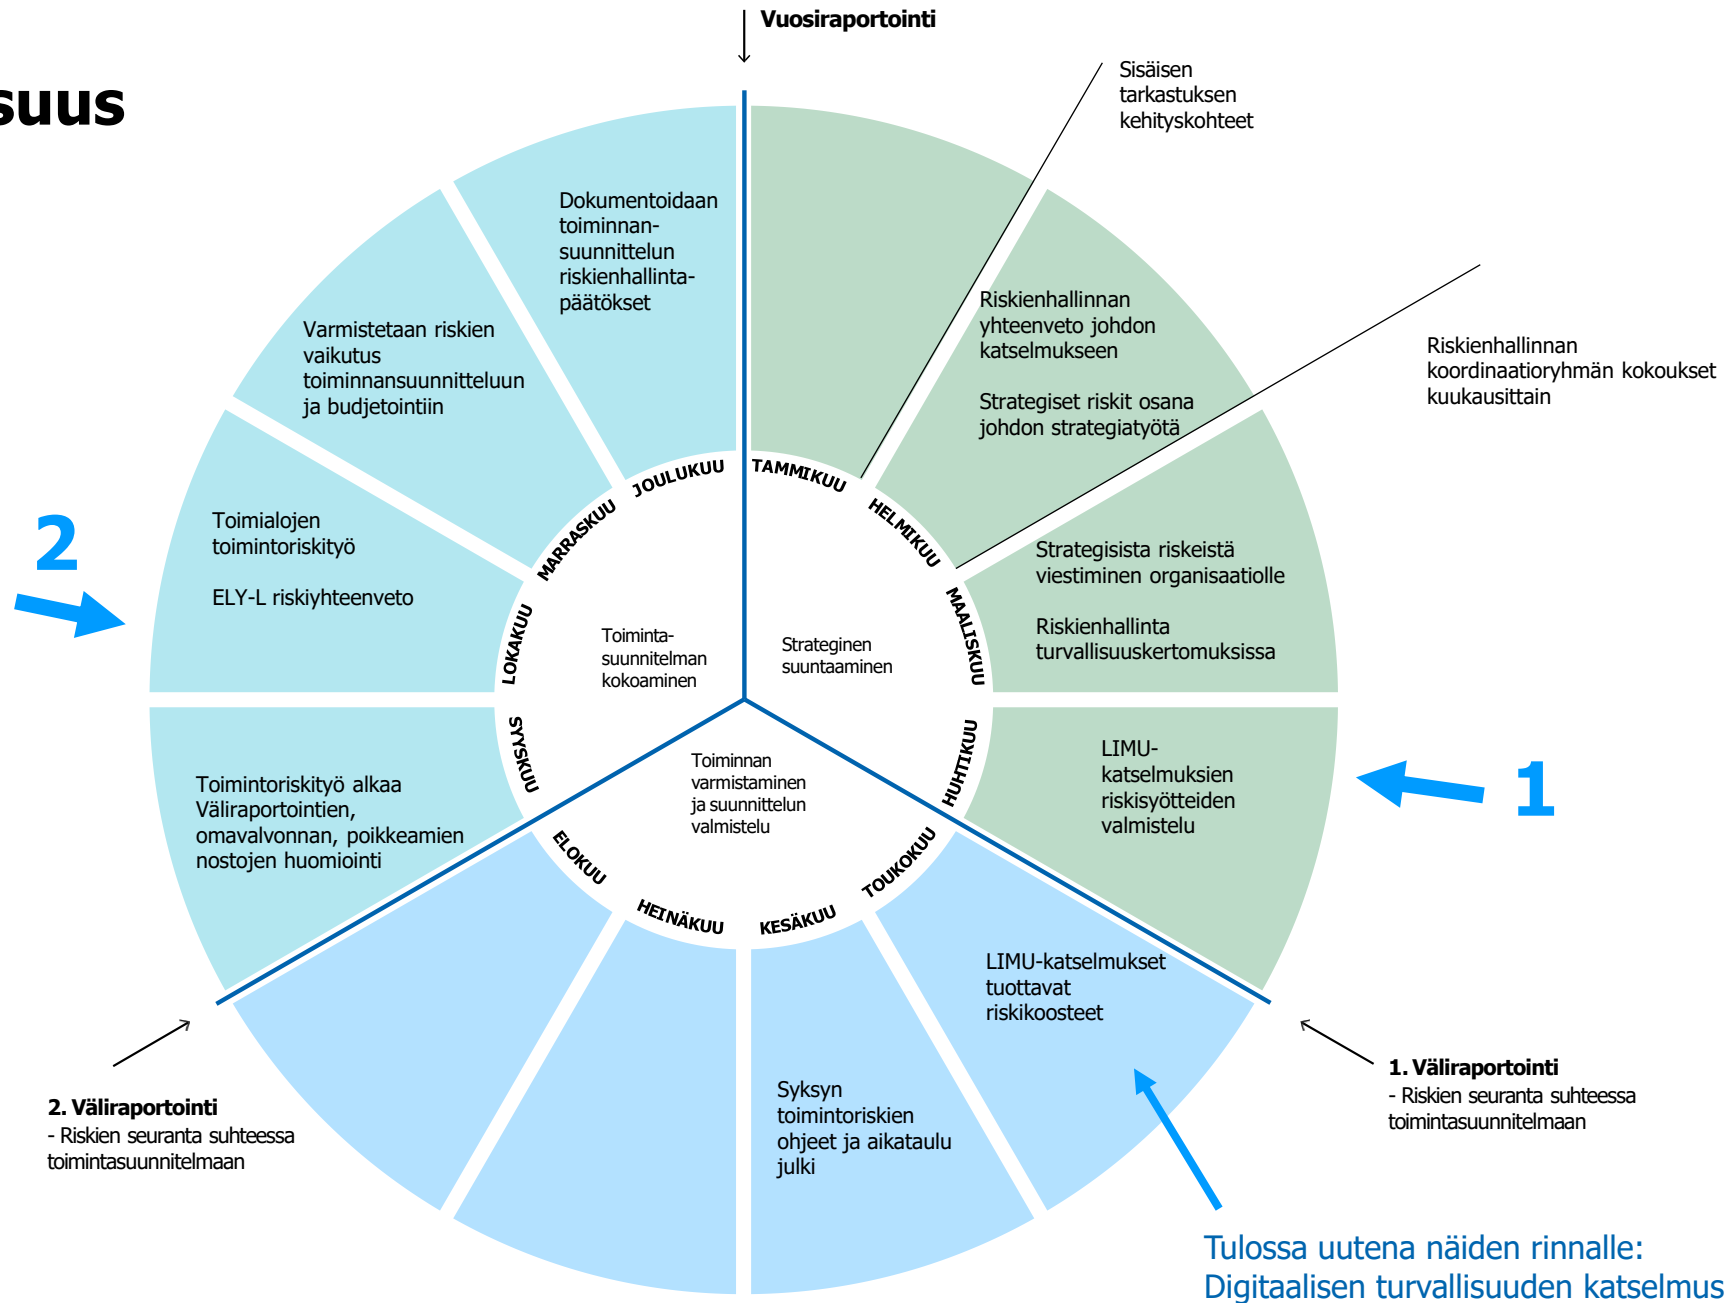 Vuosiraportointi
suus
Sisäisen
tarkastuksen
kehityskohteet
Dokumentoidaan
toiminnan-
suunnittelun
riskienhallinta-
päätökset
Riskienhallinnan
yhteenveto johdon
katselmukseen
Strategiset riskit osana
johdon strategiatyötä
Varmistetaan riskien
vaikutus
toiminnansuunnitteluun
ja budjetointiin
Riskienhallinnan
koordinaatioryhmän kokoukset
kuukausittain
JOULUKUU
TAMMIKUU
MARRASKUU
HELMIKUU
2
Toimialojen
toimintoriskityö
ELY-L riskiyhteenveto
Strategisista riskeistä
viestiminen organisaatiolle
Riskienhallinta
turvallisuuskertomuksissa
LOKAKUU
MAALISKUU
Toiminta-
suunnitelman
kokoaminen
Strateginen
suuntaaminen
SYYSKUU
HUHTIKUU
Toiminnan
varmistaminen
ja suunnittelun
valmistelu
LIMU-
katselmuksien
riskisyötteiden
valmistelu
1
Toimintoriskityö alkaa
Väliraportointien,
omavalvonnan, poikkeamien
nostojen huomiointi
ELOKUU
TOUKOKUU
HEINÄKUU
KESÄKUU
LIMU-katselmukset
tuottavat
riskikoosteet
1. Väliraportointi
- Riskien seuranta suhteessa
toimintasuunnitelmaan
2. Väliraportointi
- Riskien seuranta suhteessa
toimintasuunnitelmaan
Syksyn
toimintoriskien
ohjeet ja aikataulu
julki
Tulossa uutena näiden rinnalle:
Digitaalisen turvallisuuden katselmus